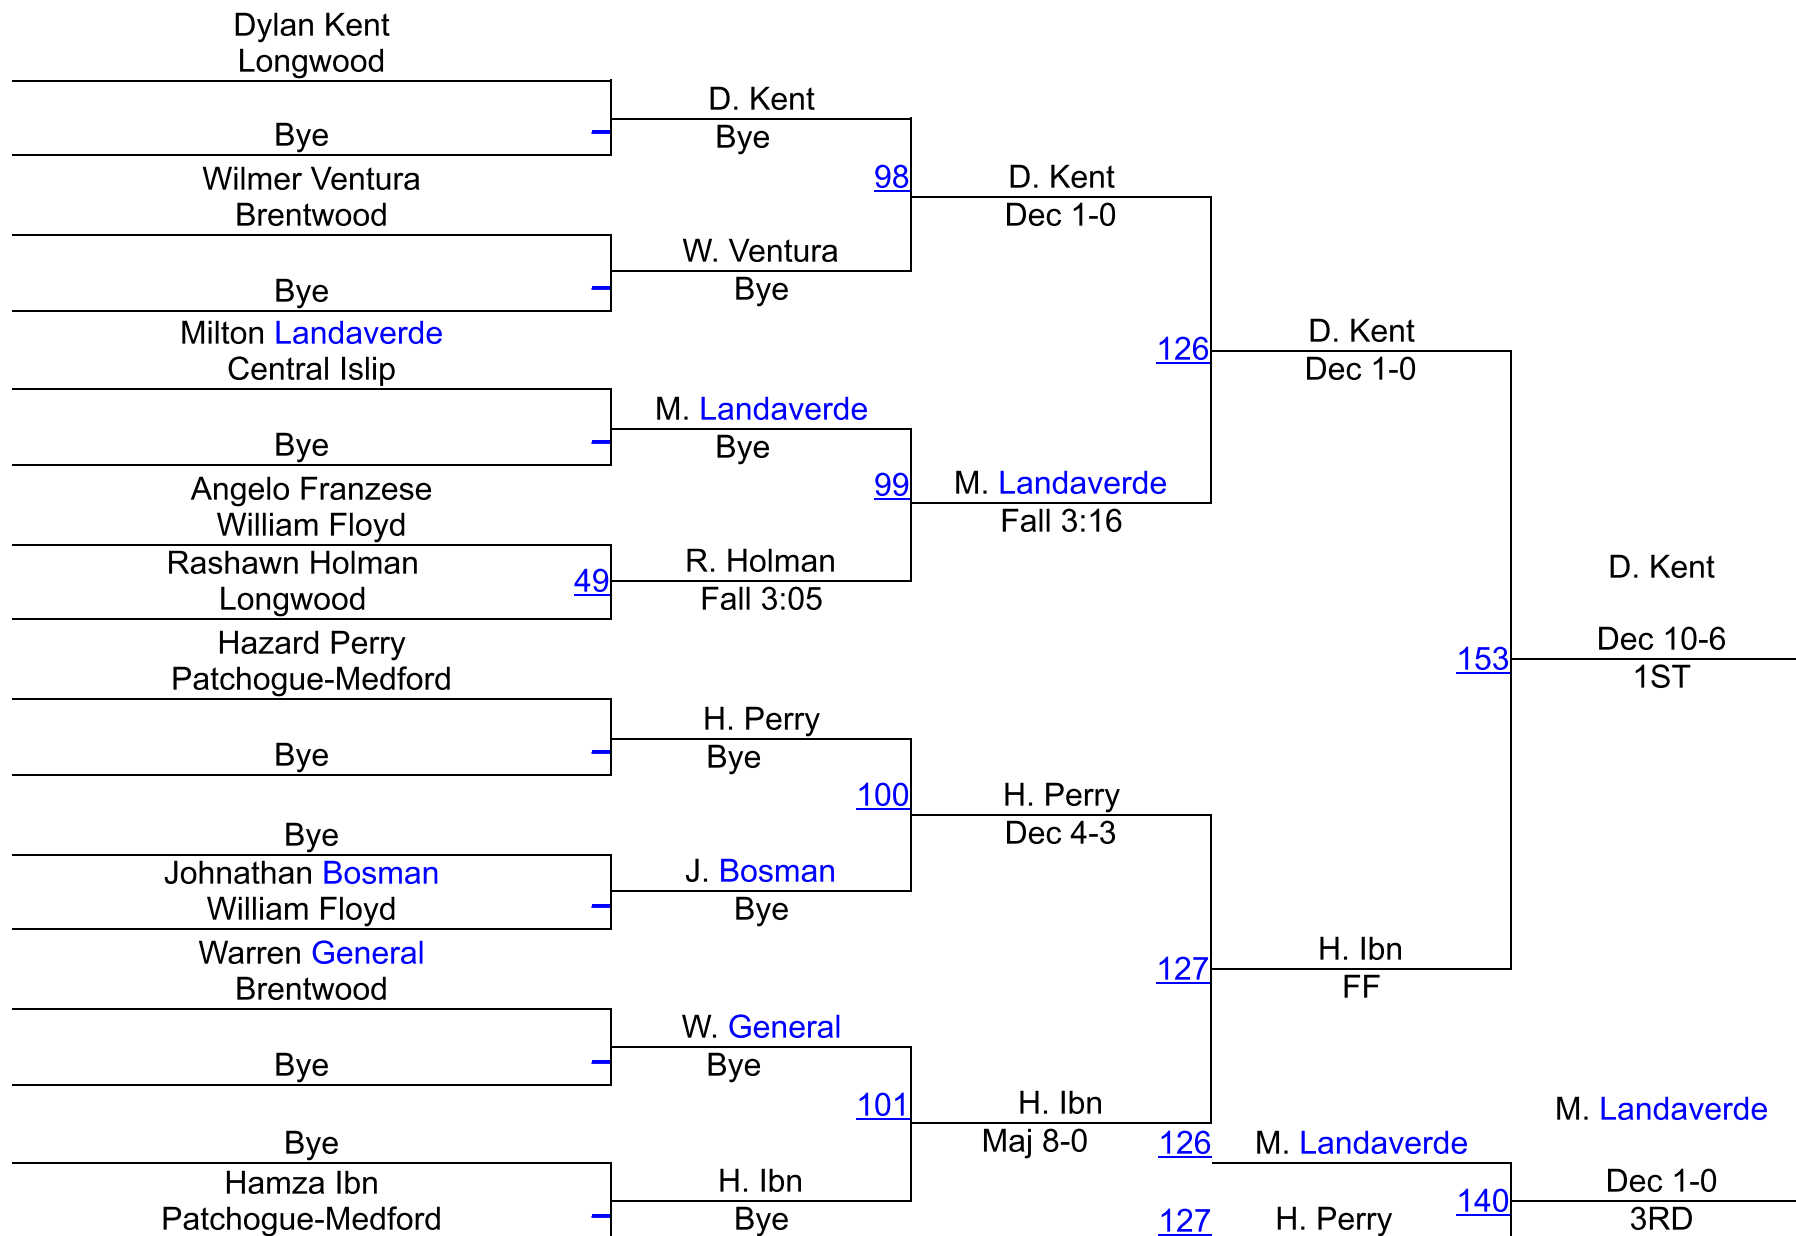 Dylan Kent
Longwood
D. Kent
Bye
Bye
Wilmer Ventura
98
D. Kent
Brentwood
Dec 1-0
W. Ventura
Bye
Bye
Milton Landaverde
126
D. Kent
Central Islip
Dec 1-0
M. Landaverde
Bye
Bye
Angelo Franzese
99
M. Landaverde
William Floyd
Fall 3:16
Rashawn Holman
49
R. Holman
D. Kent
Longwood
Fall 3:05
Hazard Perry
153
Dec 10-6
Patchogue-Medford
1ST
H. Perry
Bye
Bye
100
H. Perry
Bye
Dec 4-3
Johnathan Bosman
J. Bosman
William Floyd
Bye
Warren General
127
H. Ibn
Brentwood
FF
W. General
Bye
Bye
101
H. Ibn
M. Landaverde
Bye
Maj 8-0
126
M. Landaverde
Hamza Ibn
H. Ibn
Dec 1-0
Patchogue-Medford
Bye
127
H. Perry
140
3RD